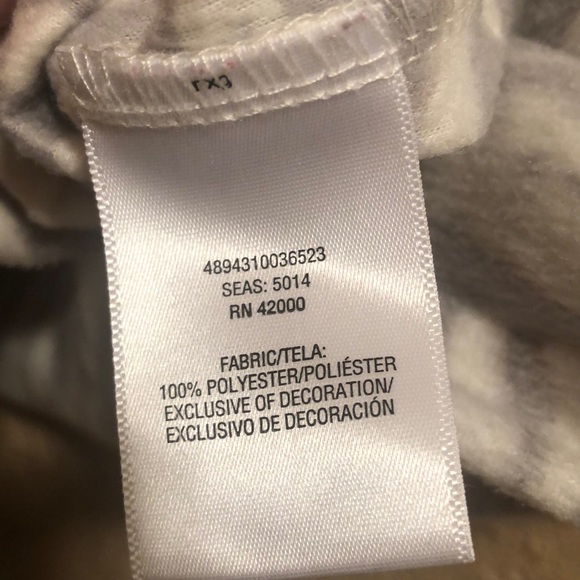 4894310036523
SEAS: 5014
RN 42000
FABRIC/TELA:
100% POLYESTER/POLIÉSTER
EXCLUSIVE OF DECORATION/
EXCLUSIVO DE DECORACIÓN